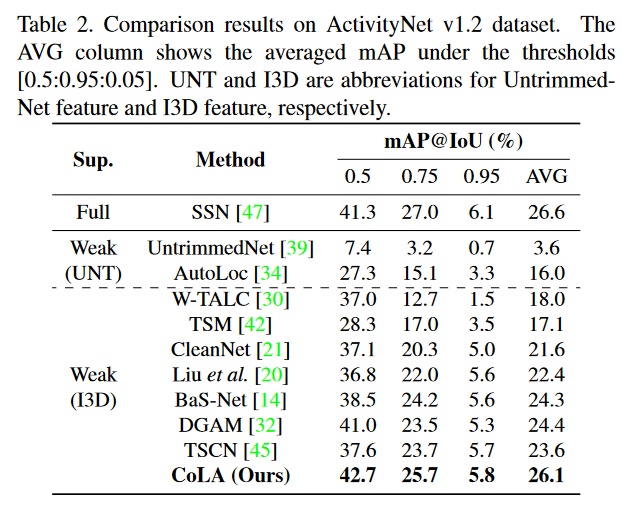 Table 2. Comparison results on ActivityNet v1.2 dataset. The
AVG column shows the averaged mAP under the thresholds
[0.5:0.95:0.05]. UNT and I3D are abbreviations for Untrimmed-
Net feature and I3D feature, respectively.
Sup. Method mAP@IoU (%)
0.5 0.75 0.95 AVG
Full SSN [47] 41.3 27.0 6.1 26.6
Weak UntrimmedNet [39] 7.4 3.2 0.7 3.6
(UNT) AutoLoc [34] 27.3 15.1 3.3 16.0
W-TALC [30] 37.0 12.7 1.5 18.0
TSM [42] 28.3 17.0 3.5 17.1
CleanNet [21] 37.1 20.3 5.0 21.6
Weak Liu et al. [20] 36.8 22.0 5.6 22.4
(I3D) BaS-Net [14] 38.5 24.2 5.6 24.3
DGAM [32] 41.0 23.5 5.3 24.4
TSCN [45] 37.6 23.7 5.7 23.6
CoLA (Ours) 42.7 25.7 5.8 26.1